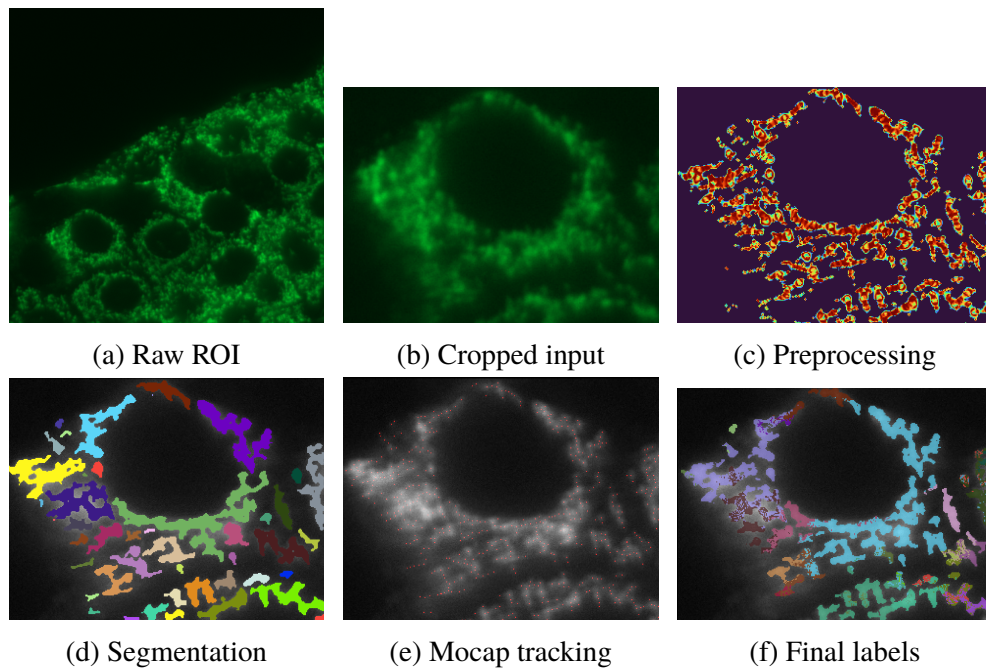 (a) Raw ROI
(b) Cropped input
(c) Preprocessing
(d) Segmentation
(e) Mocap tracking
(f) Final labels